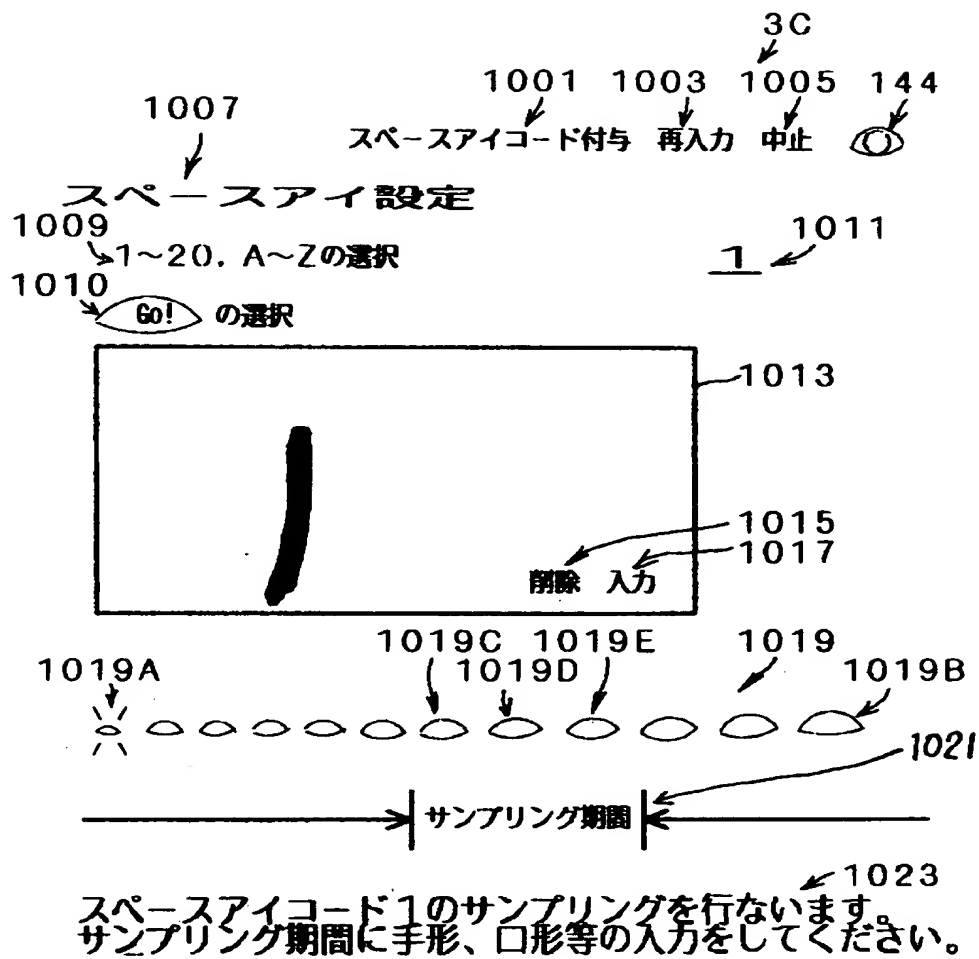 3C
1001 1003 1005 144
1007
スペースアイコード付与 再入力 中止
スペースアイ設定
1009
1~20. A~Zの選択
1 1011
1010
Go! の選択
1013
1015
1017
削除 入力
1019A 1019C 1019D 1019E 1019 1019B
1021
サンプリング期間
1023
スペースアイコード1のサンプリングを行ないます。
サンプリング期間に手形、口形等の入力をしてください。